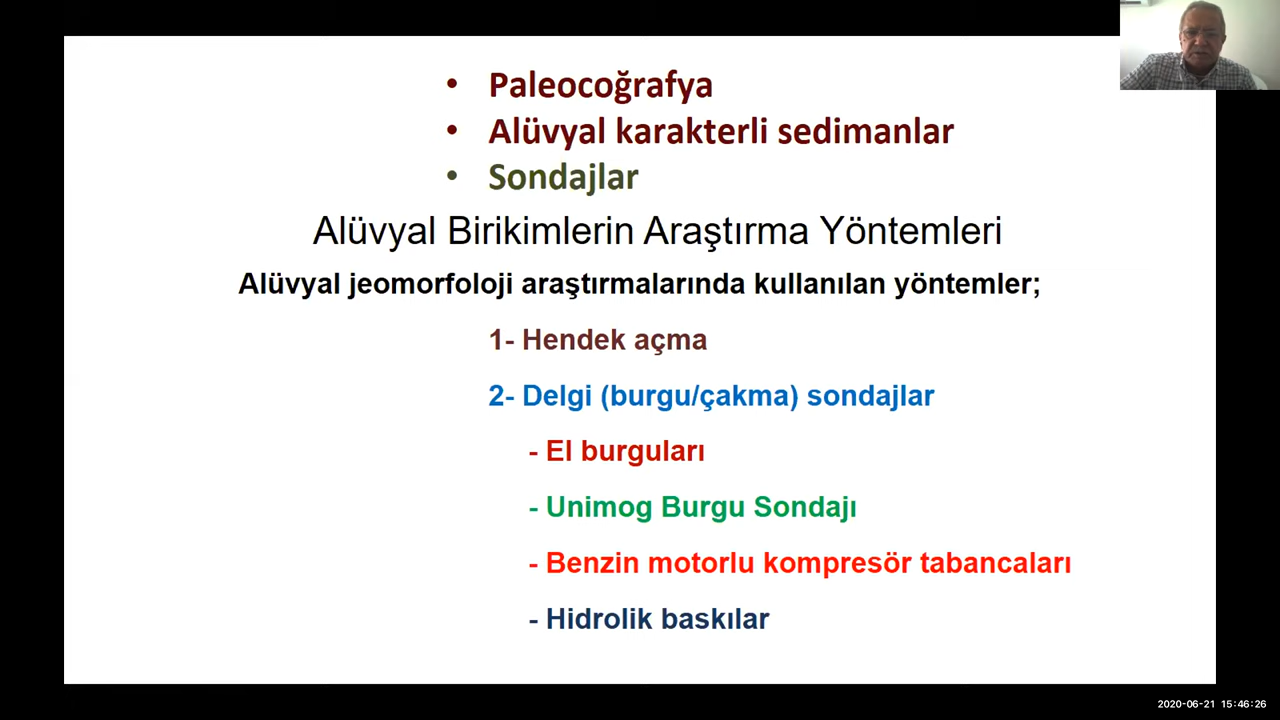 • Paleocoğrafya
• Alüvyal karakterli sedimanlar
• Sondajlar
Alüvyal Birikimlerin Araştırma Yöntemleri
Alüvyal jeomorfoloji araştırmalarında kullanılan yöntemler;
1- Hendek açma
2- Delgi (burgu/çakma) sondajlar
- El burguları
- Unimog Burgu Sondajı
- Benzin motorlu kompresör tabancaları
- Hidrolik baskılar
2020-06-21 15:46:26